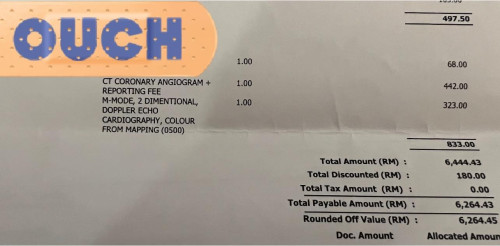 497.50
OUCH
1.00 68.00
CT CORONARY ANGIOGRAM + 1.00 442.00
REPORTING FEE
M-MODE, 2 DIMENTIONAL, 1.00 323.00
DOPPLER ECHO
CARDIOGRAPHY, COLOUR
FROM MAPPING (0500)
833.00
Total Amount (RM) : 6,444.43
Total Discounted (RM) : 180.00
Total Tax Amount (RM) : 0.00
Total Payable Amount (RM) : 6,264.43
Rounded Off Value (RM) : 6,264.45
Doc. Amount Allocated Amoun